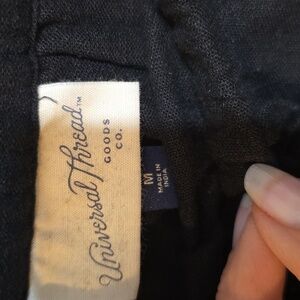 Universal Thread™
GOODS
CO.
M
MADE IN
INDIA